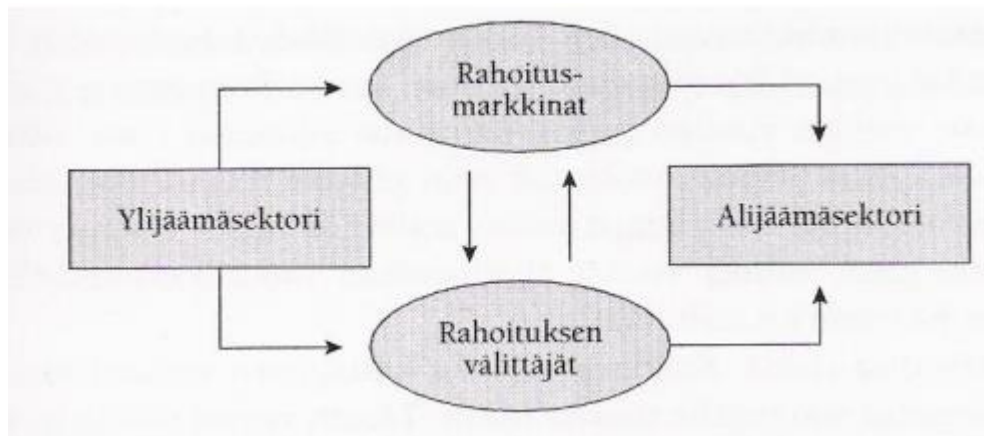 Rahoitus-
markkinat
Ylijäämäsektori
Alijäämäsektori
Rahoituksen
välittäjät